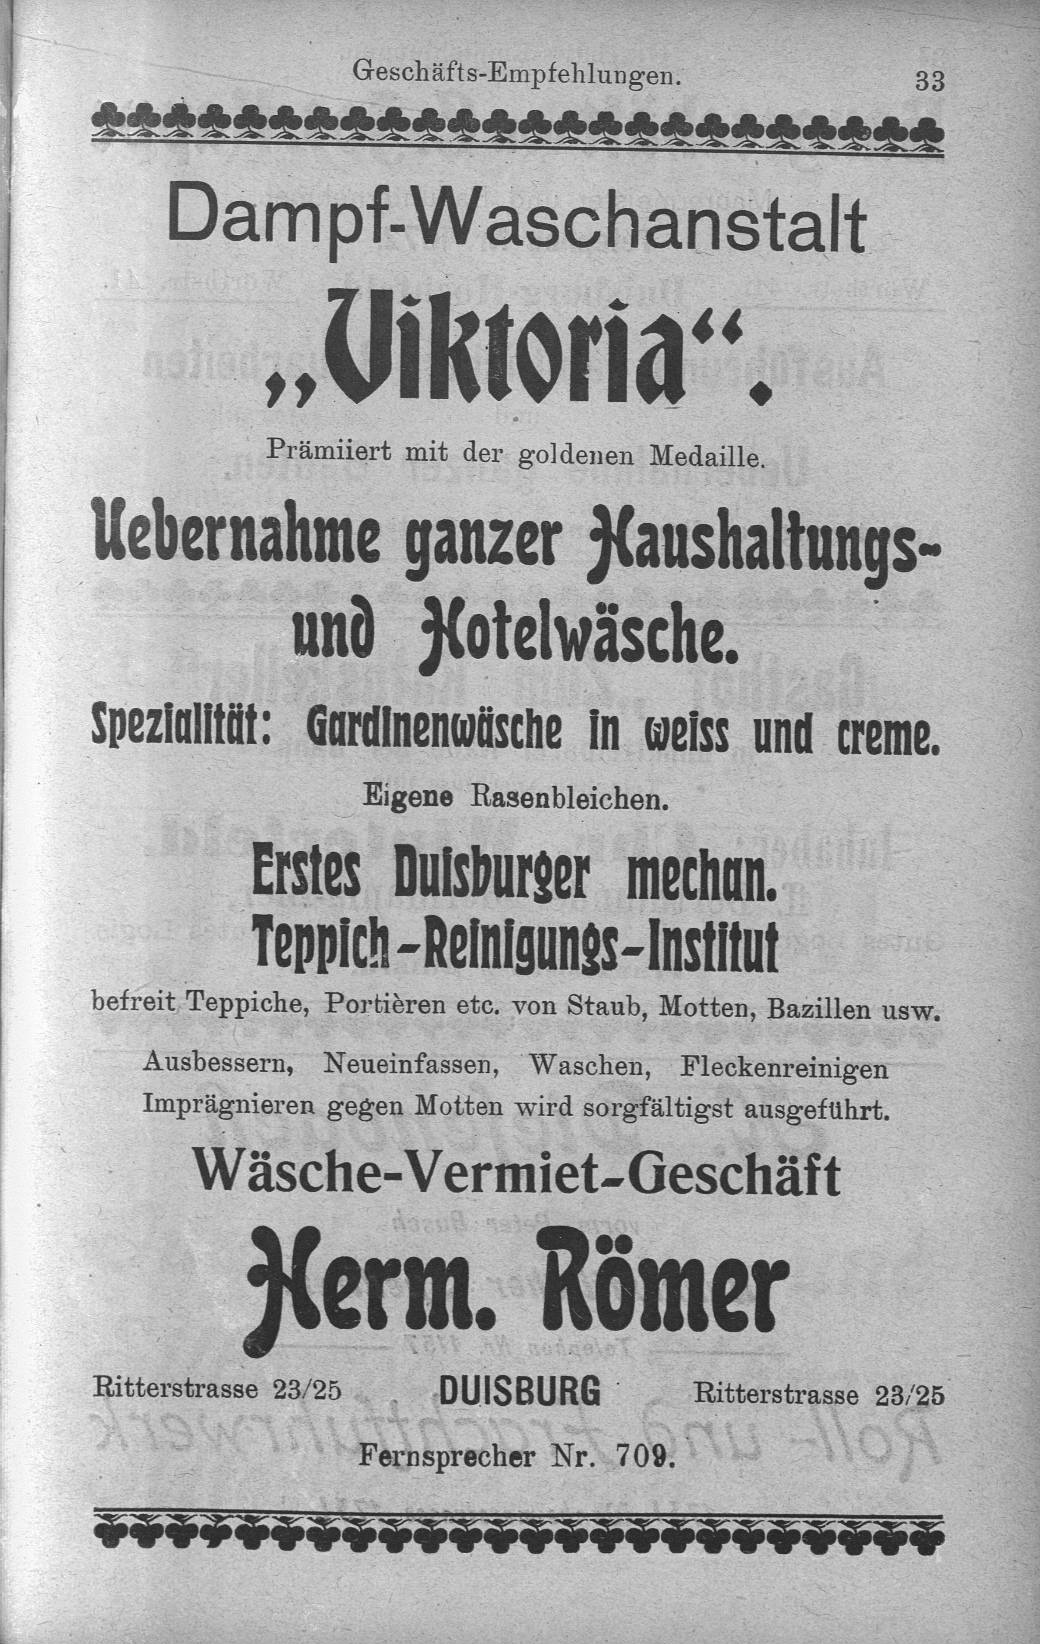 Geschäfts-Empfehlungen. 33
Dampf-Waschanstalt
„Viktoria“.
Prämiiert mit der goldenen Medaille.
Uebernahme ganzer Haushaltungs-
und Hotelwäsche.
Spezialität: Gardinenwäsche in weiss und creme.
Eigene Rasenbleichen.
Erstes Duisburger mechan.
Teppich-Reinigungs-Institut
befreit Teppiche, Portièren etc. von Staub, Motten, Bazillen usw.
Ausbessern, Neueinfassen, Waschen, Fleckenreinigen
Imprägnieren gegen Motten wird sorgfältigst ausgeführt.
Wäsche-Vermiet-Geschäft
Herm. Römer
Ritterstrasse 23/25 DUISBURG Ritterstrasse 23/25
Fernsprecher Nr. 709.